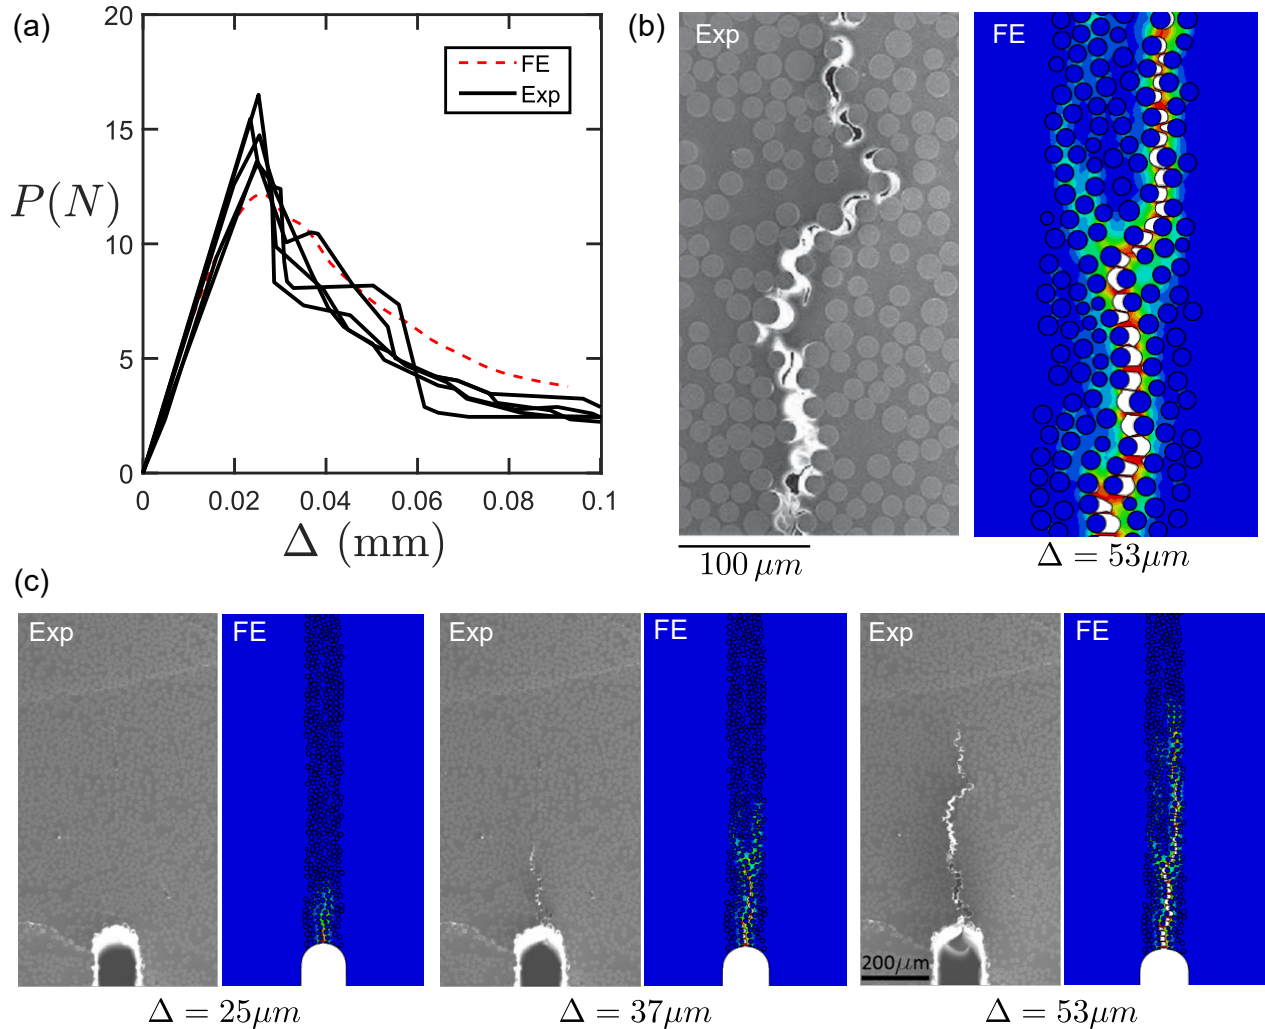 (a)
20
15
10
5
0
P(N)
FE
Exp
0
0.02
0.04
0.06
0.08
0.1
Δ (mm)
(b)
Exp
FE
100 μm
Δ = 53μm
(c)
Exp
FE
Exp
FE
Exp
FE
200μm
Δ = 25μm
Δ = 37μm
Δ = 53μm